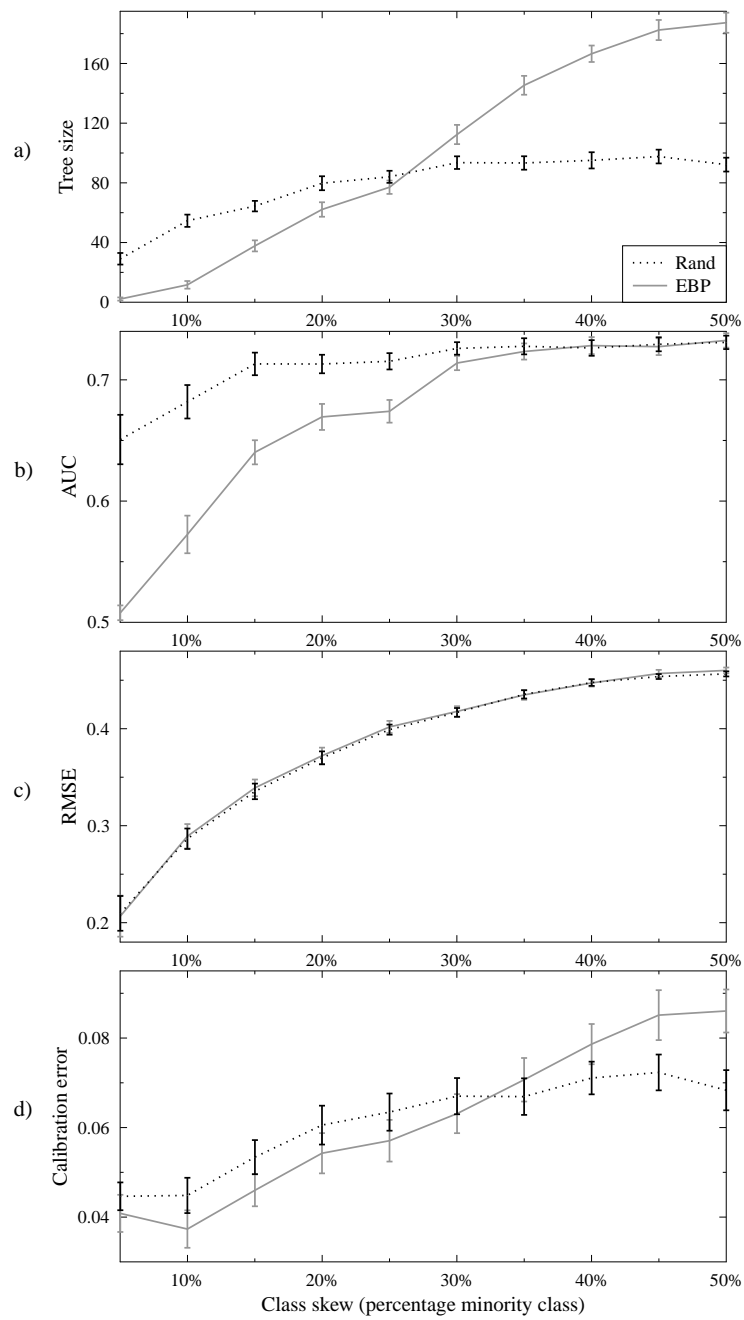 a)
Tree size
160
120
80
40
0
Rand
EBP
10% 20% 30% 40% 50%
b)
AUC
0.7
0.6
0.5
10% 20% 30% 40% 50%
c)
RMSE
0.4
0.3
0.2
10% 20% 30% 40% 50%
d)
Calibration error
0.08
0.06
0.04
10% 20% 30% 40% 50%
Class skew (percentage minority class)